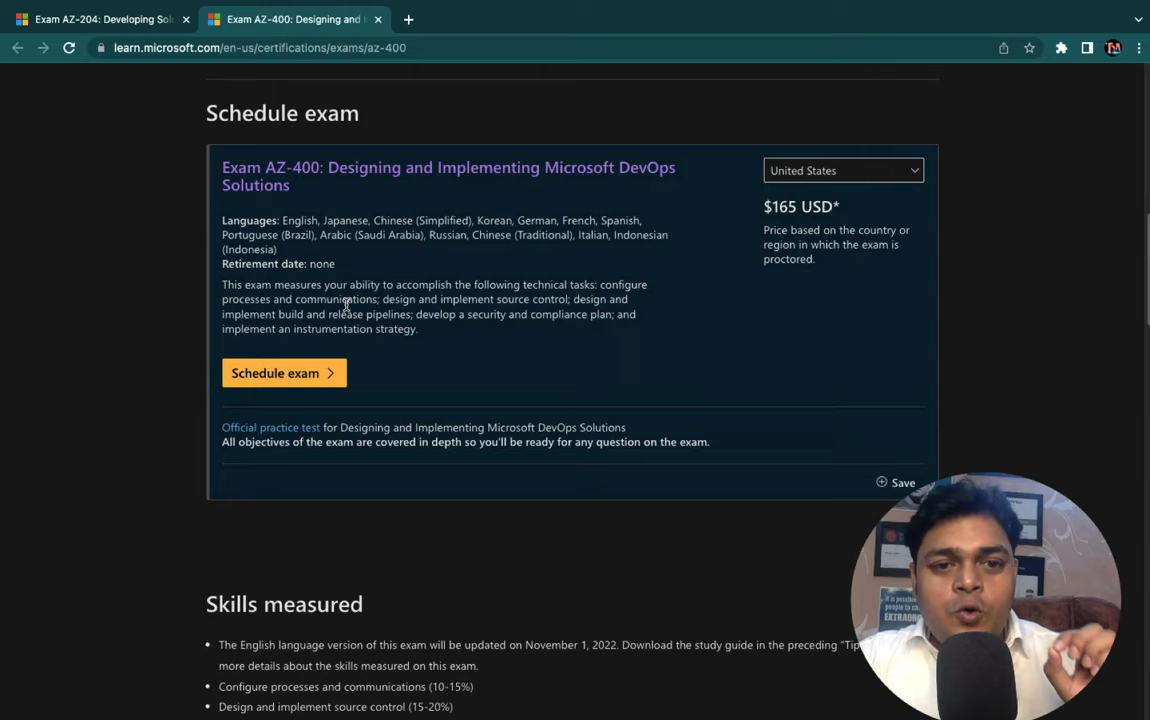 Exam AZ-204: Developing Sol
Exam AZ-400: Designing and I
learn.microsoft.com/en-us/certifications/exams/az-400
TM
Schedule exam
Exam AZ-400: Designing and Implementing Microsoft DevOps
Solutions
United States
$165 USD*
Price based on the country or
region in which the exam is
proctored.
Languages: English, Japanese, Chinese (Simplified), Korean, German, French, Spanish,
Portuguese (Brazil), Arabic (Saudi Arabia), Russian, Chinese (Traditional), Italian, Indonesian
(Indonesia)
Retirement date: none
This exam measures your ability to accomplish the following technical tasks: configure
processes and communications; design and implement source control; design and
implement build and release pipelines; develop a security and compliance plan; and
implement an instrumentation strategy.
Schedule exam
Official practice test for Designing and Implementing Microsoft DevOps Solutions
All objectives of the exam are covered in depth so you'll be ready for any question on the exam.
Save
Skills measured
The English language version of this exam will be updated on November 1, 2022. Download the study guide in the preceding “Tip
more details about the skills measured on this exam.
Configure processes and communications (10-15%)
Design and implement source control (15-20%)